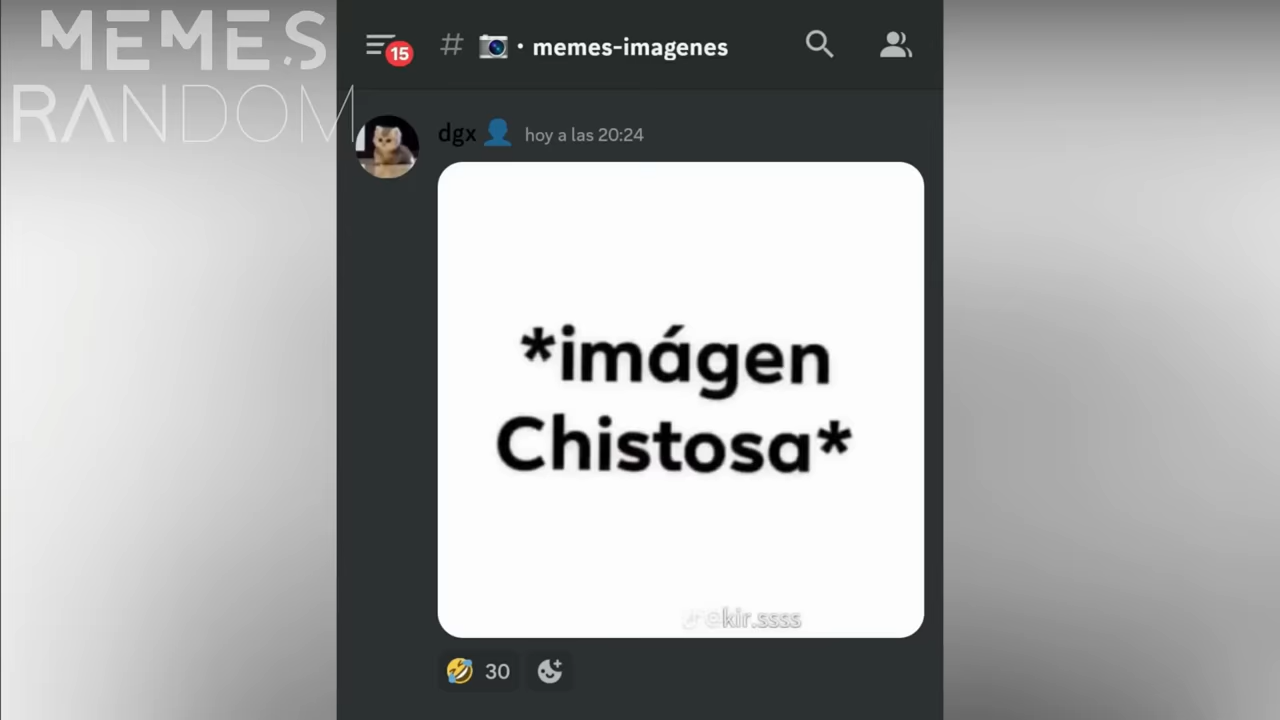 MEMES
RANDOM
15
# 📷 • memes-imagenes
dgx 👤 hoy a las 20:24
*imágen
Chistosa*
@kir.ssss
🤣 30